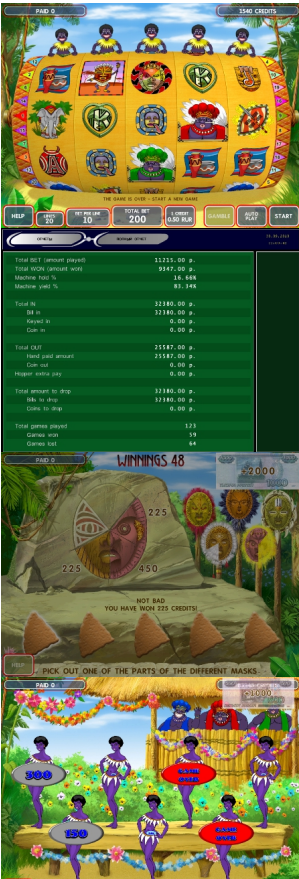 PAID 0
1540 CREDITS
THE GAME IS OVER - START A NEW GAME
HELP
LINES 20
BET PER LINE 10
TOTAL BET 200
1 CREDIT 0.50 RUR
GAMBLE
AUTO PLAY
START
Total BET (amount played) 11215.00 р.
Total WON (amount won) 9347.00 р.
Machine hold % 16.66%
Machine yield % 83.34%
Total IN 32380.00 р.
Bill in 32380.00 р.
Keyed in 0.00 р.
Coin in 0.00 р.
Total OUT 25587.00 р.
Hand paid amount 25587.00 р.
Coin out 0.00 р.
Hopper extra pay 0.00 р.
Total amount to drop 32380.00 р.
Bills to drop 32380.00 р.
Coins to drop 0.00 р.
Total games played 123
Games won 59
Games lost 64
PAID 0
WINNINGS 48
2000
225
225
450
NOT BAD
YOU HAVE WON 225 CREDITS!
HELP
PICK OUT ONE OF THE PARTS OF THE DIFFERENT MASKS
PAID 0
1000
300
150